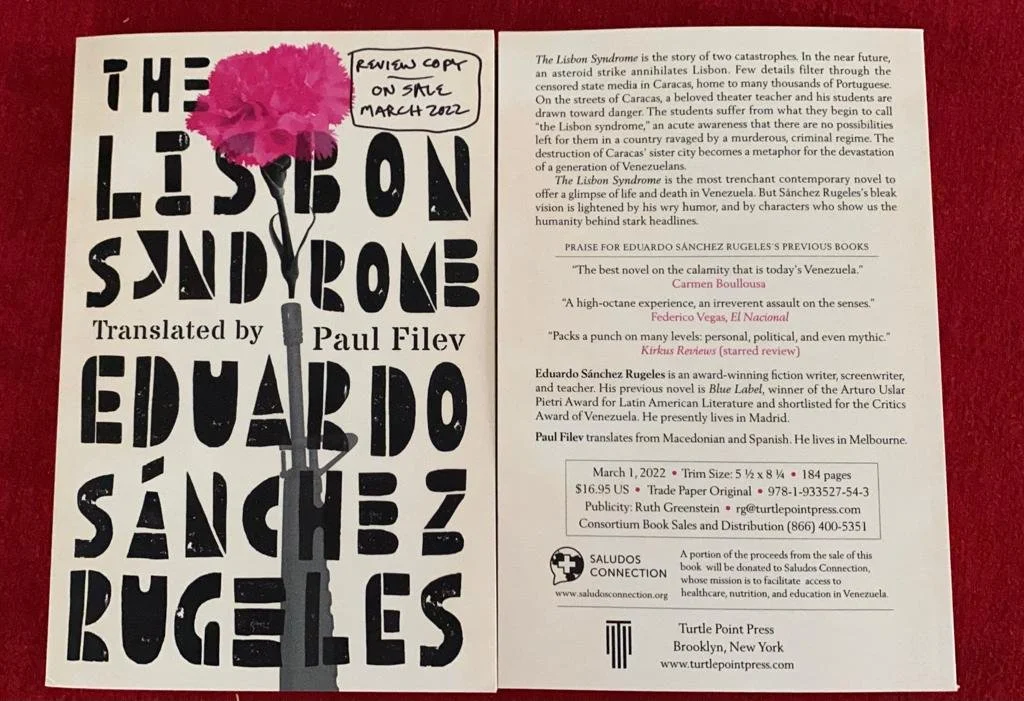 THE
LISBON
SYNDROME
REVIEW COPY
ON SALE
MARCH 2022
Translated by Paul Filev
EDUARDO
SÁNCHEZ
RUGELES
The Lisbon Syndrome is the story of two catastrophes. In the near future,
an asteroid strike annihilates Lisbon. Few details filter through the
censored state media in Caracas, home to many thousands of Portuguese.
On the streets of Caracas, a beloved theater teacher and his students are
drawn toward danger. The students suffer from what they begin to call
“the Lisbon syndrome,” an acute awareness that there are no possibilities
left for them in a country ravaged by a murderous, criminal regime. The
destruction of Caracas’ sister city becomes a metaphor for the devastation
of a generation of Venezuelans.
The Lisbon Syndrome is the most trenchant contemporary novel to
offer a glimpse of life and death in Venezuela. But Sánchez Rugeles’s bleak
vision is lightened by his wry humor, and by characters who show us the
humanity behind stark headlines.
PRAISE FOR EDUARDO SÁNCHEZ RUGELES’S PREVIOUS BOOKS
“The best novel on the calamity that is today’s Venezuela.”
Carmen Boullousa
“A high-octane experience, an irreverent assault on the senses.”
Federico Vegas, El Nacional
“Packs a punch on many levels: personal, political, and even mythic.”
Kirkus Reviews (starred review)
Eduardo Sánchez Rugeles is an award-winning fiction writer, screenwriter,
and teacher. His previous novel is Blue Label, winner of the Arturo Uslar
Pietri Award for Latin American Literature and shortlisted for the Critics
Award of Venezuela. He presently lives in Madrid.
Paul Filev translates from Macedonian and Spanish. He lives in Melbourne.
March 1, 2022 • Trim Size: 5 ½ x 8 ¼ • 184 pages
$16.95 US • Trade Paper Original • 978-1-933527-54-3
Publicity: Ruth Greenstein • rg@turtlepointpress.com
Consortium Book Sales and Distribution (866) 400-5351
SALUDOS
CONNECTION
www.saludosconnection.org
A portion of the proceeds from the sale of this
book will be donated to Saludos Connection,
whose mission is to facilitate access to
healthcare, nutrition, and education in Venezuela.
Turtle Point Press
Brooklyn, New York
www.turtlepointpress.com